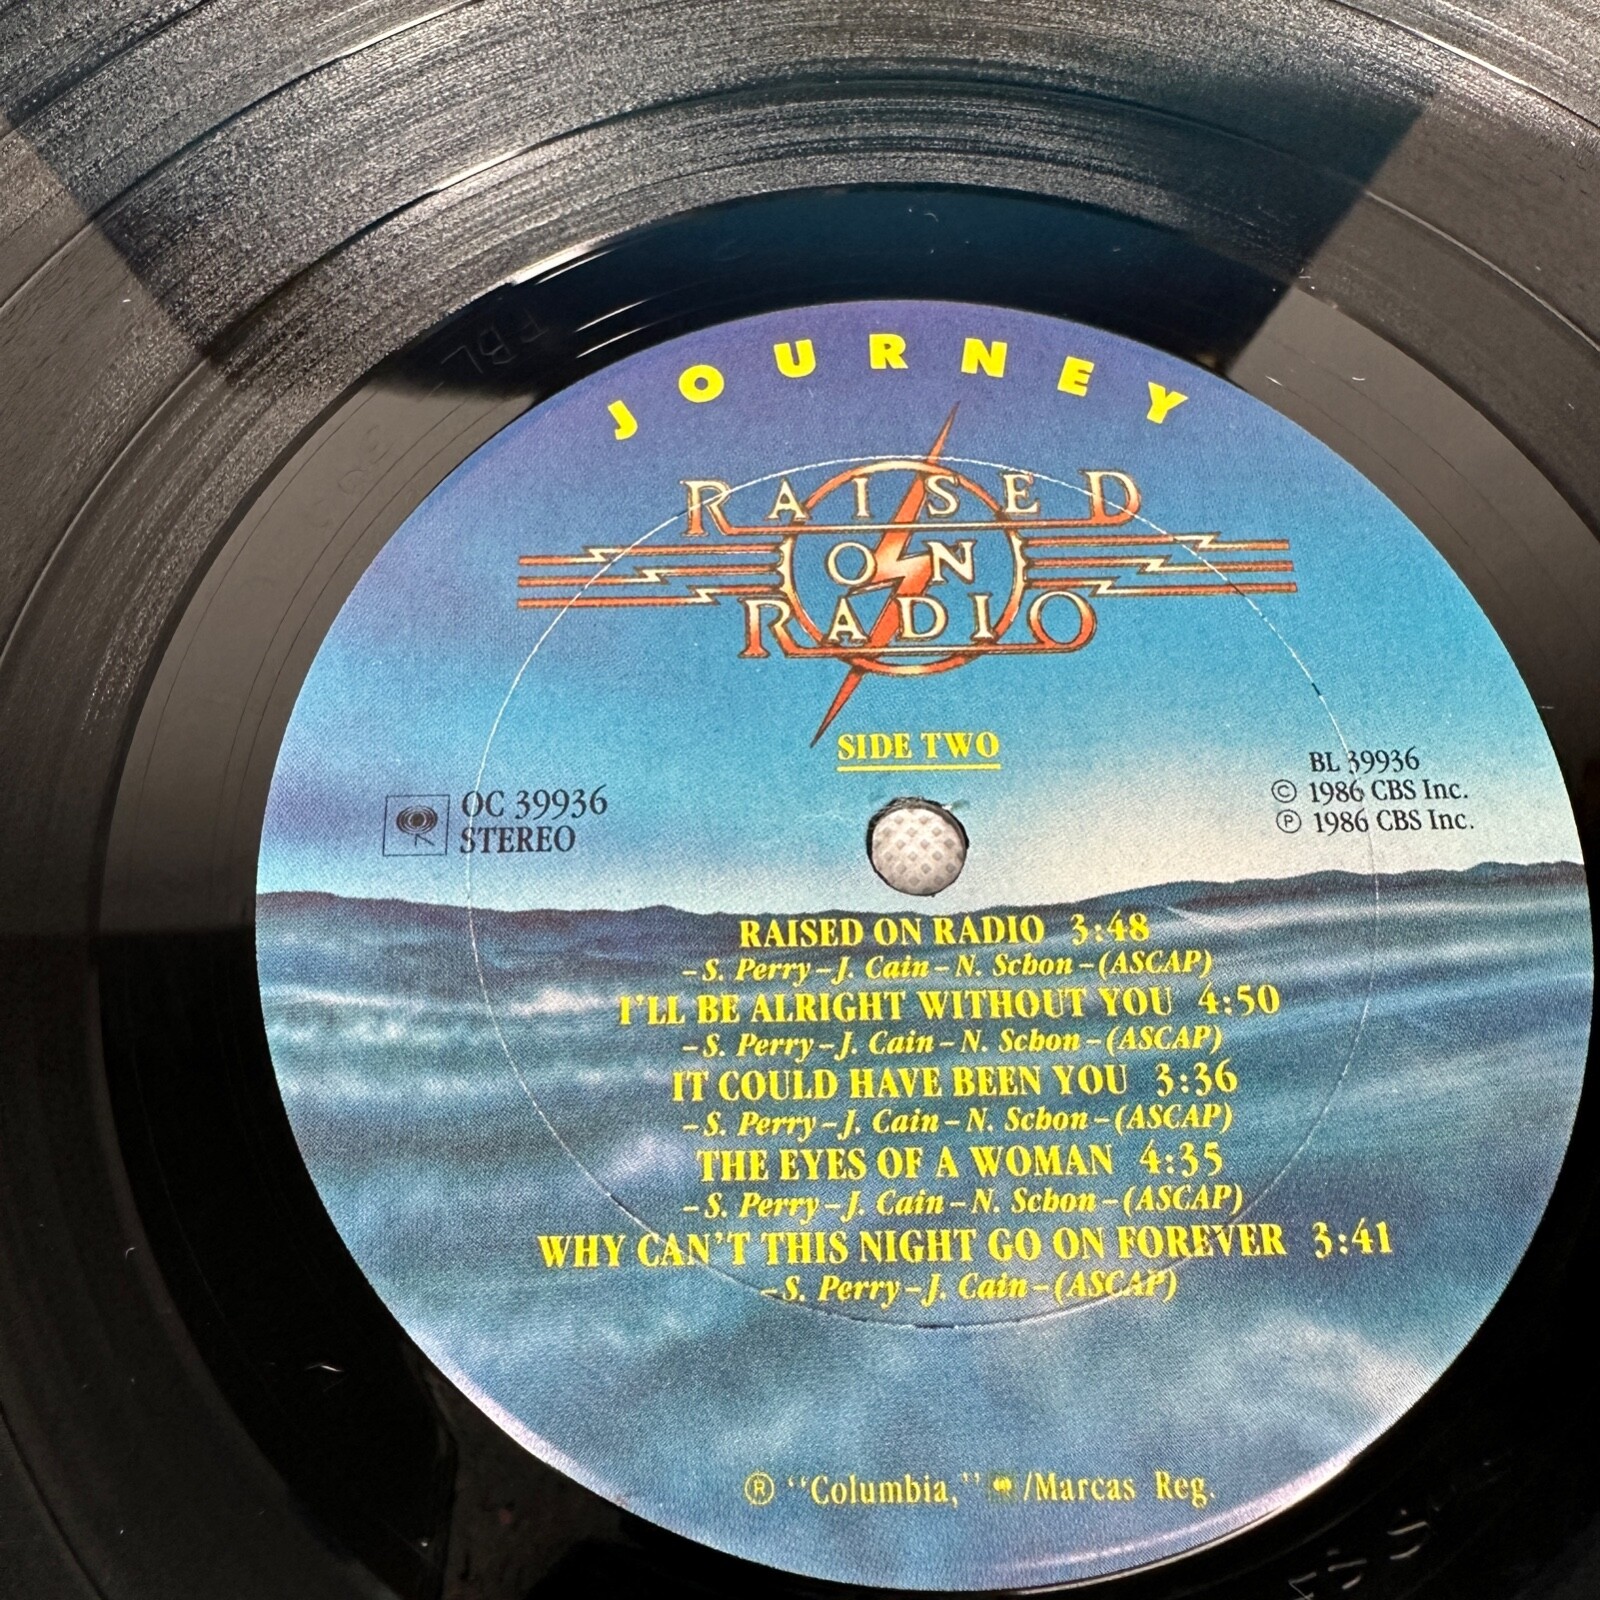 JOURNEY
RAISED
ON
RADIO
SIDE TWO
OC 39936
STEREO
BL 39936
© 1986 CBS Inc.
℗ 1986 CBS Inc.
RAISED ON RADIO 3:48
–S. Perry–J. Cain–N. Schon–(ASCAP)
I'LL BE ALRIGHT WITHOUT YOU 4:50
–S. Perry–J. Cain–N. Schon–(ASCAP)
IT COULD HAVE BEEN YOU 3:36
–S. Perry–J. Cain–N. Schon–(ASCAP)
THE EYES OF A WOMAN 4:35
–S. Perry–J. Cain–N. Schon–(ASCAP)
WHY CAN'T THIS NIGHT GO ON FOREVER 3:41
–S. Perry–J. Cain–(ASCAP)
® "Columbia," /Marcas Reg.